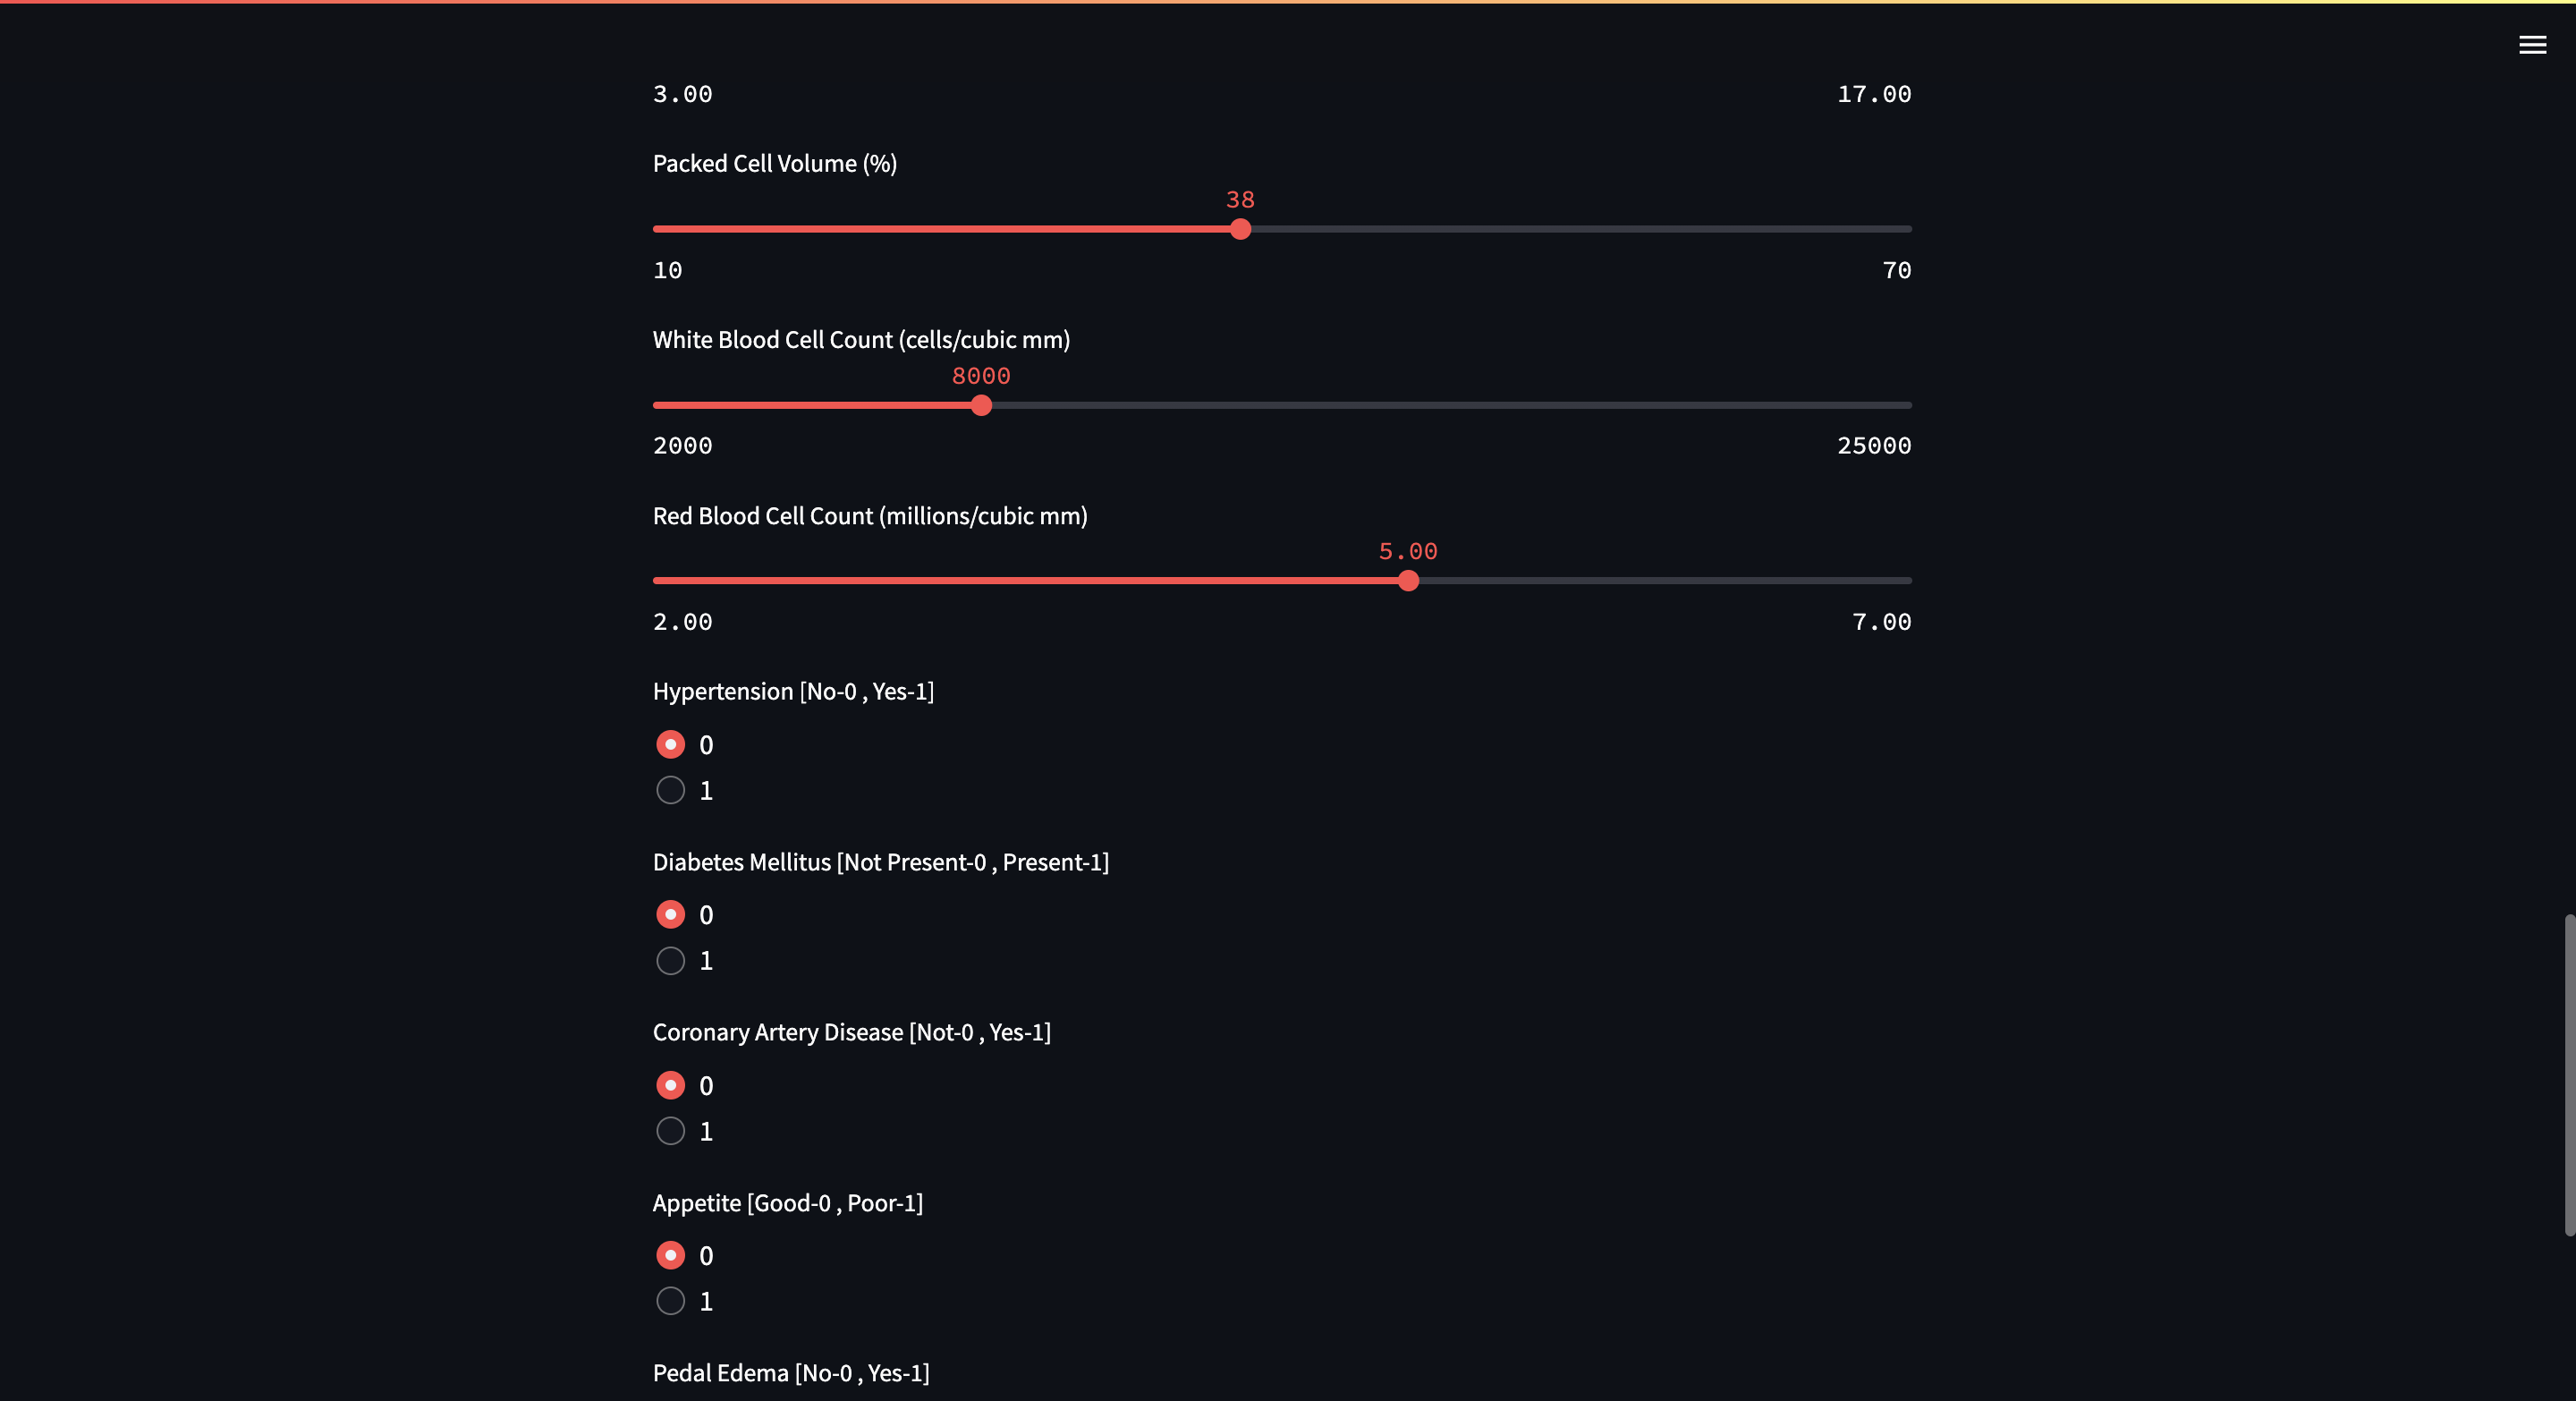 3.00 17.00
Packed Cell Volume (%)
38
10 70
White Blood Cell Count (cells/cubic mm)
8000
2000 25000
Red Blood Cell Count (millions/cubic mm)
5.00
2.00 7.00
Hypertension [No-0 , Yes-1]
0
1
Diabetes Mellitus [Not Present-0 , Present-1]
0
1
Coronary Artery Disease [Not-0 , Yes-1]
0
1
Appetite [Good-0 , Poor-1]
0
1
Pedal Edema [No-0 , Yes-1]